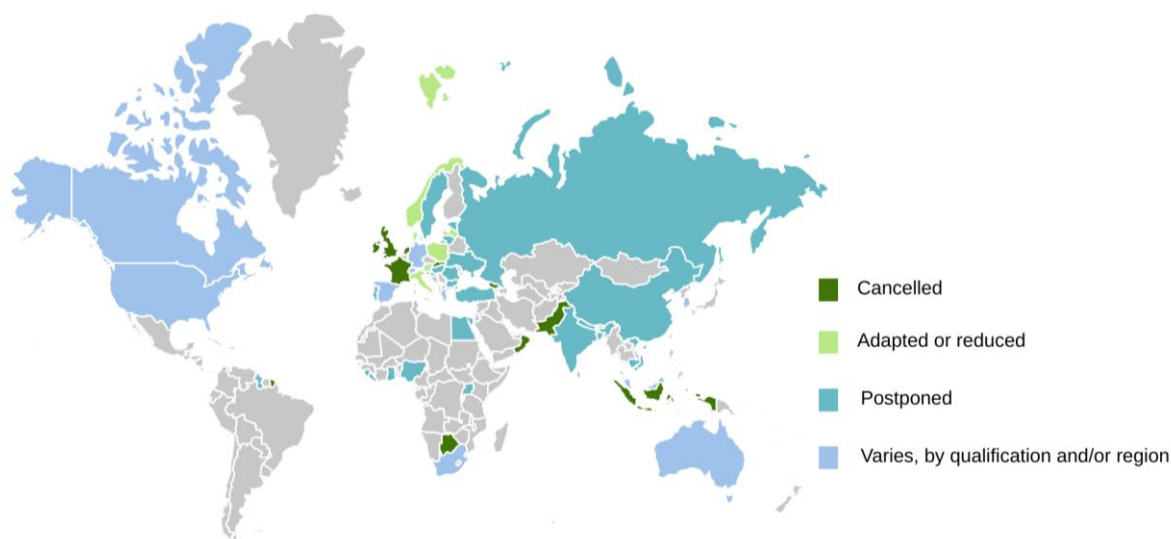 Cancelled
Adapted or reduced
Postponed
Varies, by qualification and/or region